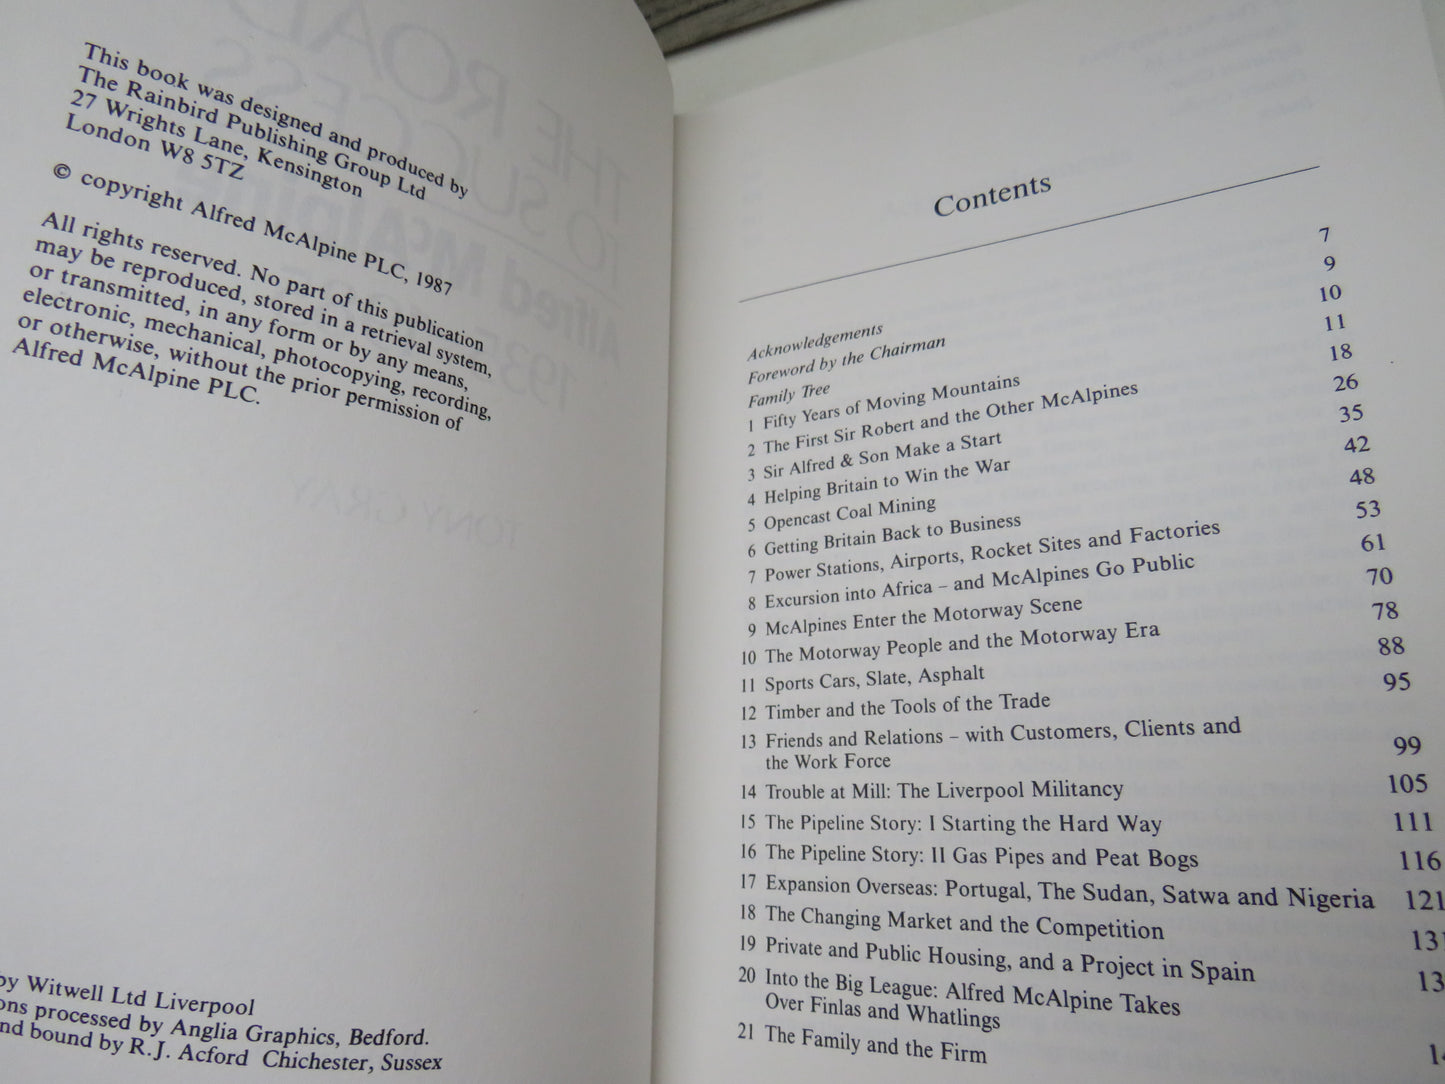 This book was designed and produced by
The Rainbird Publishing Group Ltd
27 Wrights Lane, Kensington
London W8 5TZ
© copyright Alfred McAlpine PLC, 1987
All rights reserved. No part of this publication
may be reproduced, stored in a retrieval system,
or transmitted, in any form or by any means,
electronic, mechanical, photocopying, recording,
or otherwise, without the prior permission of
Alfred McAlpine PLC.
by Witwell Ltd Liverpool
processed by Anglia Graphics, Bedford.
bound by R.J. Acford Chichester, Sussex
Contents
Acknowledgements 7
Foreword by the Chairman 9
Family Tree 10
1 Fifty Years of Moving Mountains 11
2 The First Sir Robert and the Other McAlpines 18
3 Sir Alfred & Son Make a Start 26
4 Helping Britain to Win the War 35
5 Opencast Coal Mining 42
6 Getting Britain Back to Business 48
7 Power Stations, Airports, Rocket Sites and Factories 53
8 Excursion into Africa – and McAlpines Go Public 61
9 McAlpines Enter the Motorway Scene 70
10 The Motorway People and the Motorway Era 78
11 Sports Cars, Slate, Asphalt 88
12 Timber and the Tools of the Trade 95
13 Friends and Relations – with Customers, Clients and
the Work Force 99
14 Trouble at Mill: The Liverpool Militancy 105
15 The Pipeline Story: I Starting the Hard Way 111
16 The Pipeline Story: II Gas Pipes and Peat Bogs 116
17 Expansion Overseas: Portugal, The Sudan, Satwa and Nigeria 121
18 The Changing Market and the Competition
19 Private and Public Housing, and a Project in Spain
20 Into the Big League: Alfred McAlpine Takes
Over Finlas and Whatlings
21 The Family and the Firm